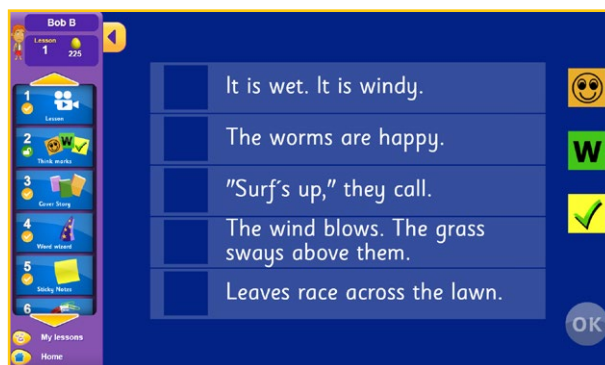 Bob B
Lesson
1
225
1
Lesson
2
W
Think marks
3
Cover Story
4
Word wizard
5
Sticky Notes
6
My lessons
Home
It is wet. It is windy.
The worms are happy.
"Surf's up," they call.
The wind blows. The grass
sways above them.
Leaves race across the lawn.
W
OK